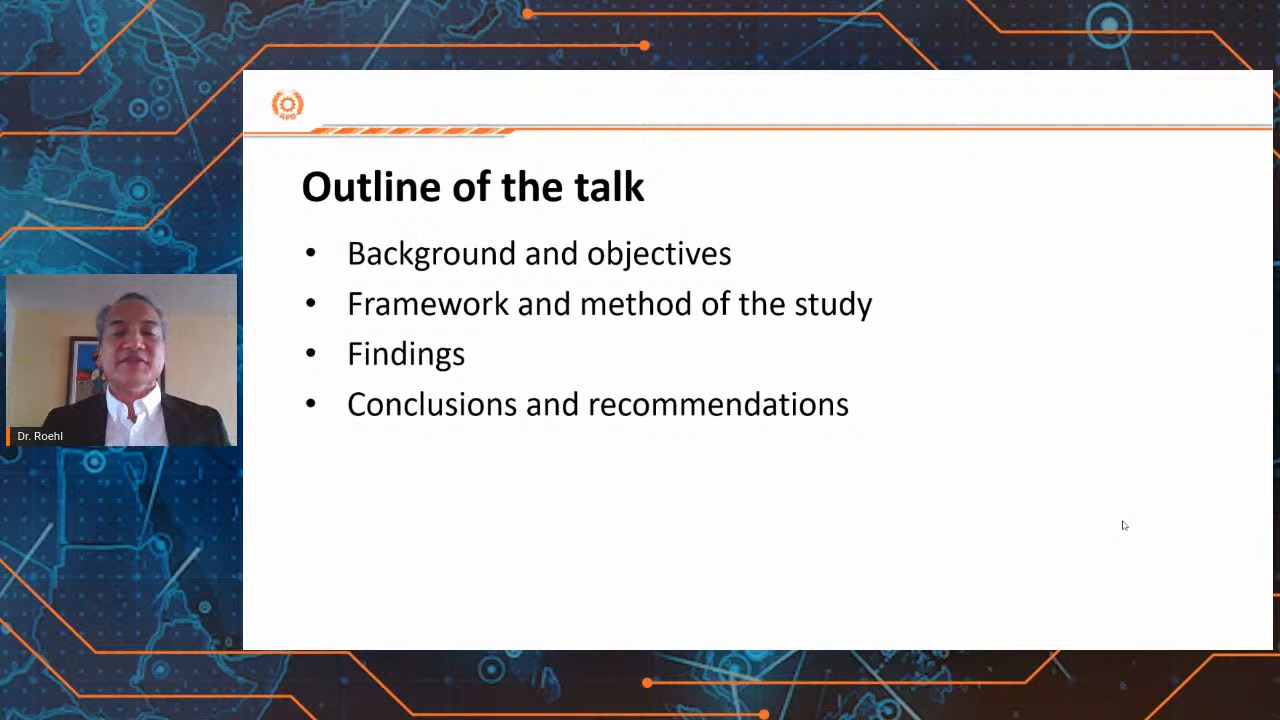 APO
Outline of the talk
• Background and objectives
• Framework and method of the study
• Findings
• Conclusions and recommendations
Dr. Roehl